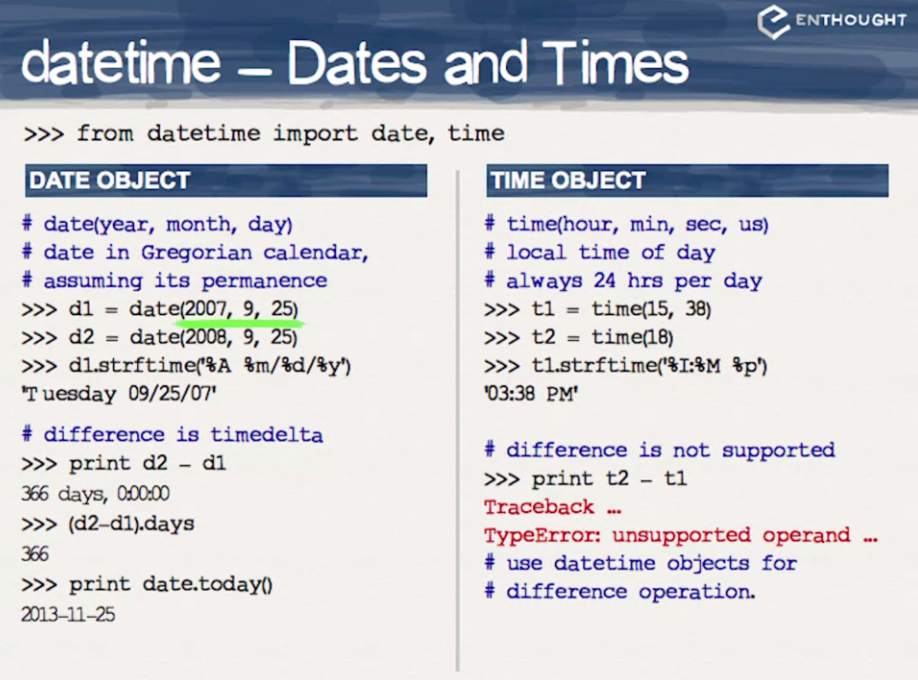 ENTHOUGHT
datetime – Dates and Times
>>> from datetime import date, time
DATE OBJECT
# date(year, month, day)
# date in Gregorian calendar,
# assuming its permanence
>>> d1 = date(2007, 9, 25)
>>> d2 = date(2008, 9, 25)
>>> d1.strftime('%A %m/%d/%y')
'Tuesday 09/25/07'
# difference is timedelta
>>> print d2 – d1
366 days, 0:00:00
>>> (d2–d1).days
366
>>> print date.today()
2013–11–25
TIME OBJECT
# time(hour, min, sec, us)
# local time of day
# always 24 hrs per day
>>> t1 = time(15, 38)
>>> t2 = time(18)
>>> t1.strftime('%I:%M %p')
'03:38 PM'
# difference is not supported
>>> print t2 – t1
Traceback …
TypeError: unsupported operand …
# use datetime objects for
# difference operation.